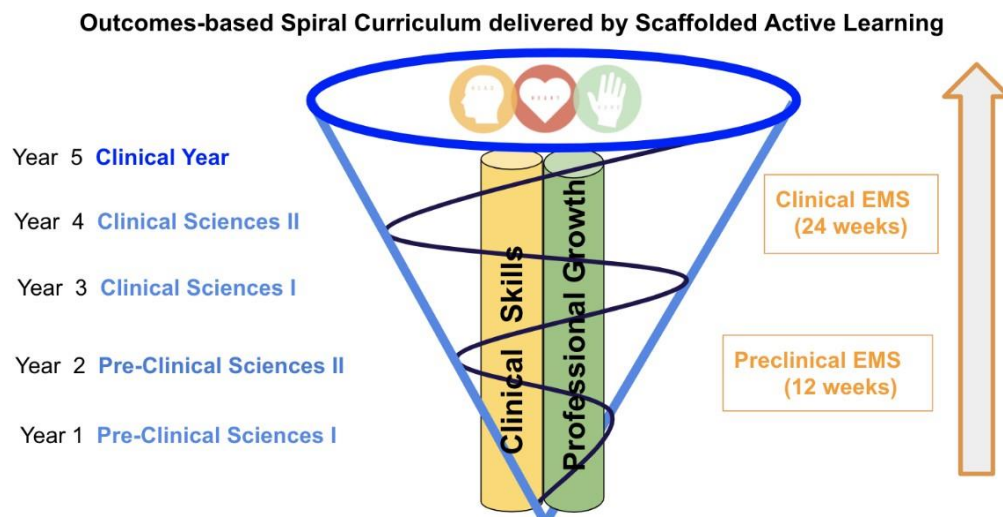 Outcomes-based Spiral Curriculum delivered by Scaffolded Active Learning
HEAD
HEART
Year 5 Clinical Year
Year 4 Clinical Sciences II
Year 3 Clinical Sciences I
Year 2 Pre-Clinical Sciences II
Year 1 Pre-Clinical Sciences I
Clinical Skills
Professional Growth
Clinical EMS
(24 weeks)
Preclinical EMS
(12 weeks)